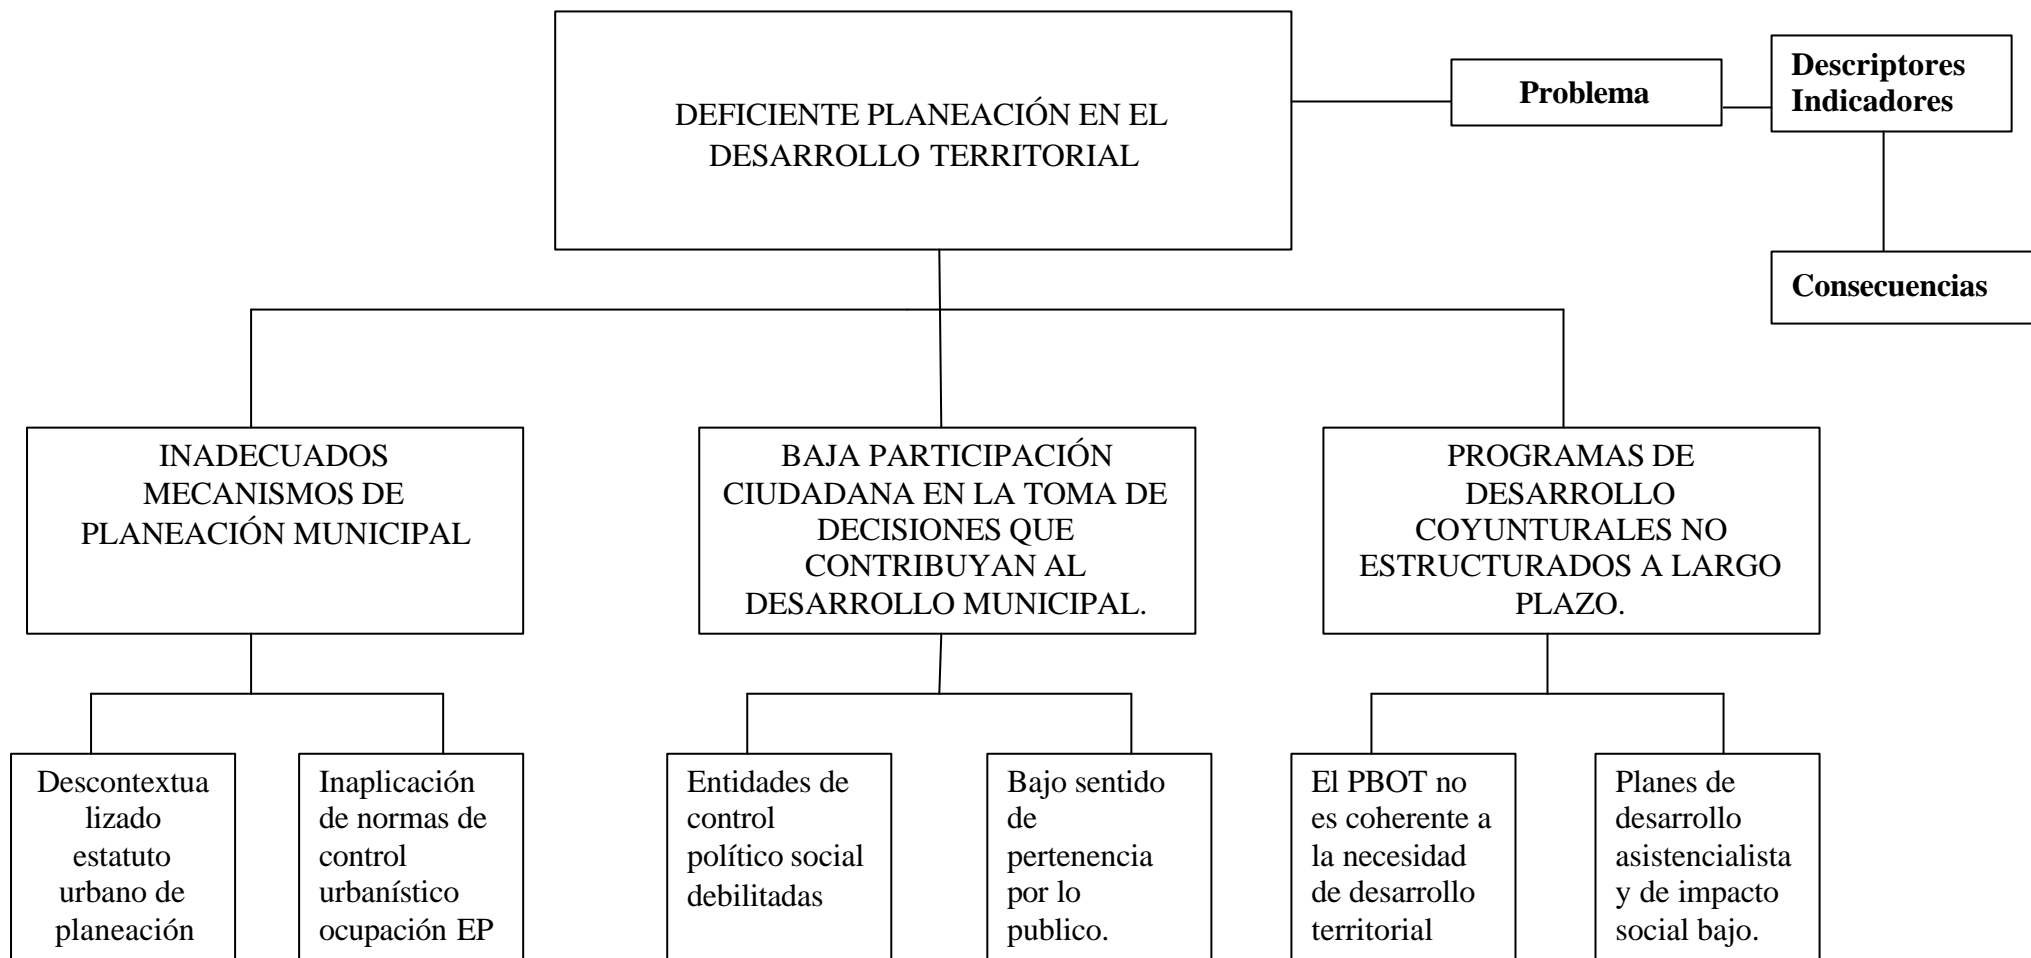 DEFICIENTE PLANEACIÓN EN EL
DESARROLLO TERRITORIAL
Problema
Descriptores
Indicadores
Consecuencias
INADECUADOS
MECANISMOS DE
PLANEACIÓN MUNICIPAL
BAJA PARTICIPACIÓN
CIUDADANA EN LA TOMA DE
DECISIONES QUE
CONTRIBUYAN AL
DESARROLLO MUNICIPAL.
PROGRAMAS DE
DESARROLLO
COYUNTURALES NO
ESTRUCTURADOS A LARGO
PLAZO.
Descontextua
lizado
estatuto
urbano de
planeación
Inaplicación
de normas de
control
urbanístico
ocupación EP
Entidades de
control
político social
debilitadas
Bajo sentido
de
pertenencia
por lo
publico.
El PBOT no
es coherente a
la necesidad
de desarrollo
territorial
Planes de
desarrollo
asistencialista
y de impacto
social bajo.